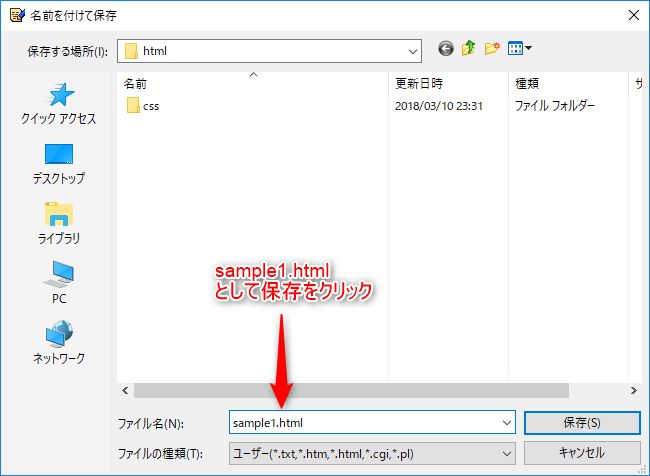 名前を付けて保存
保存する場所(I):
html
名前
更新日時
種類
サ
css
2018/03/10 23:31
ファイル フォルダー
クイック アクセス
デスクトップ
ライブラリ
PC
ネットワーク
sample1.html
として保存をクリック
ファイル名(N):
sample1.html
保存(S)
ファイルの種類(T):
ユーザー(*.txt,*.htm,*.html,*.cgi,*.pl)
キャンセル